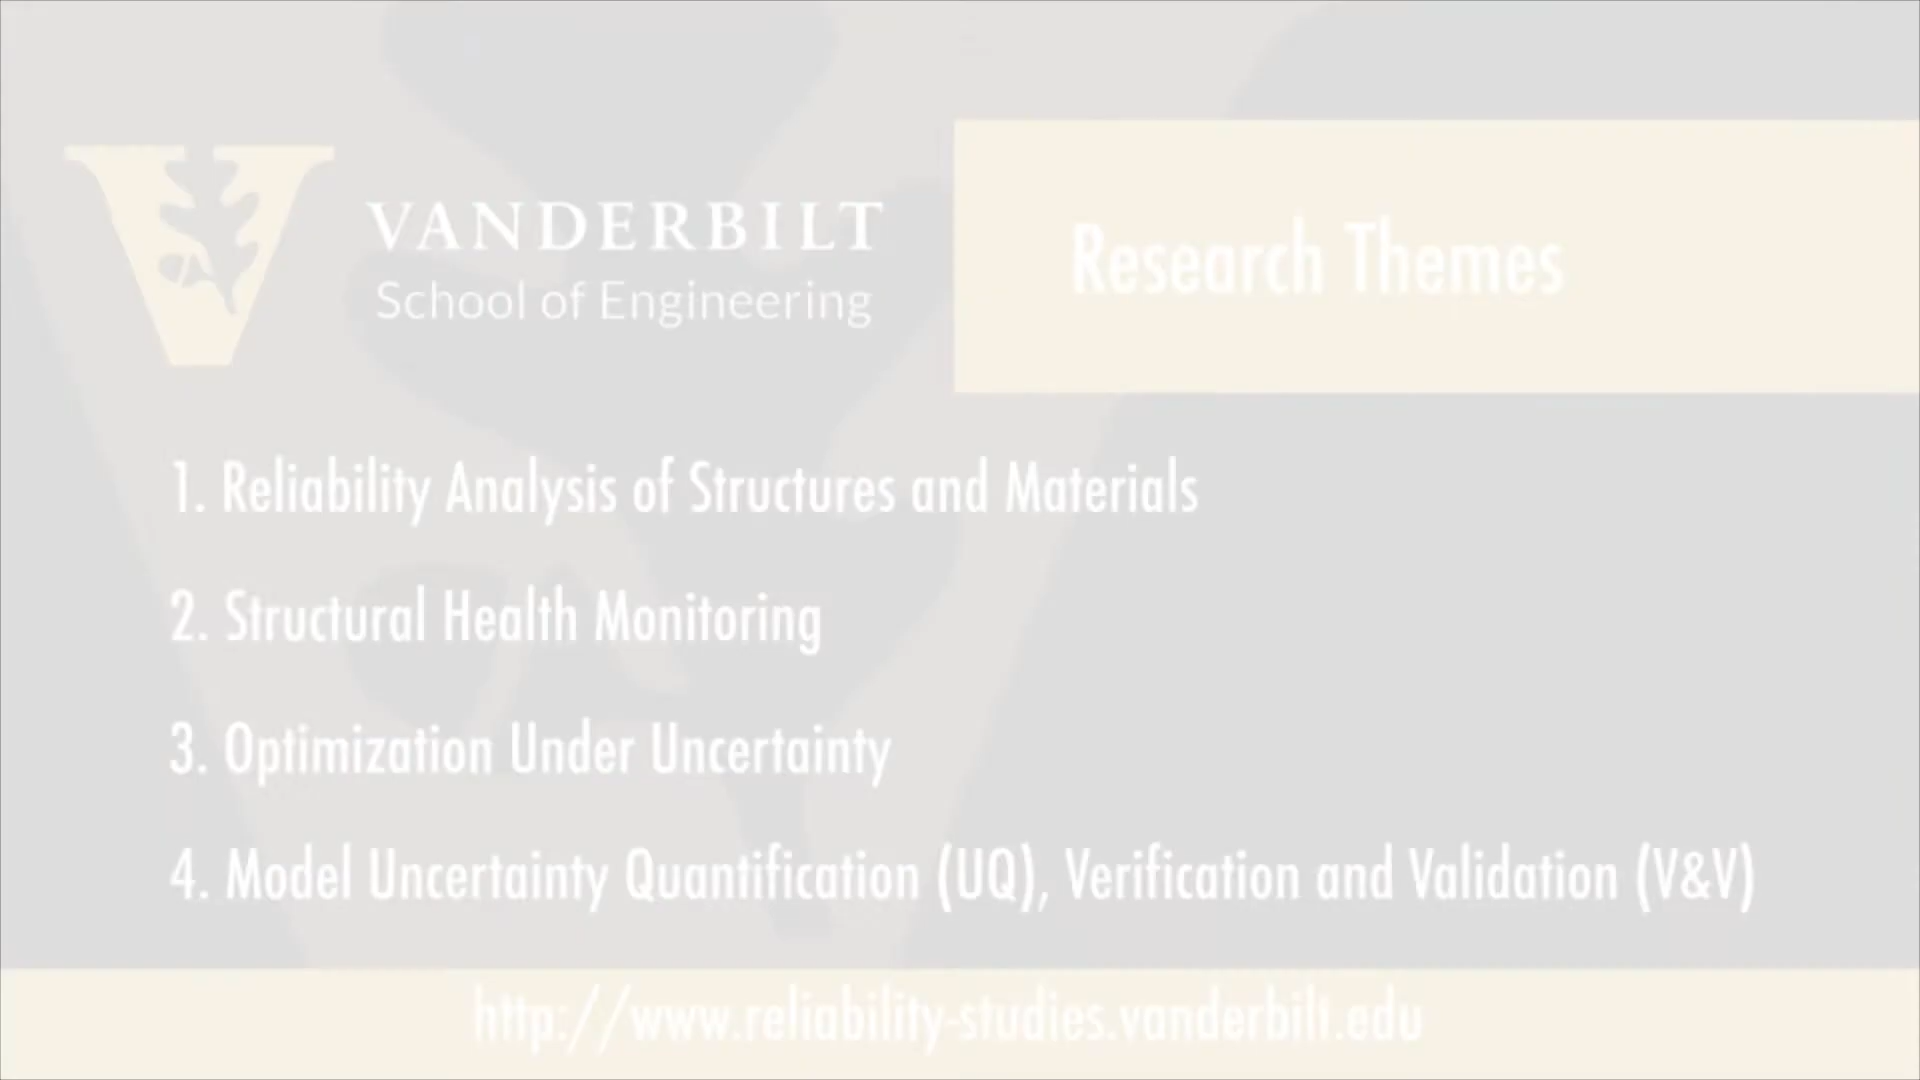 VANDERBILT
School of Engineering
Research Themes
1. Reliability Analysis of Structures and Materials
2. Structural Health Monitoring
3. Optimization Under Uncertainty
4. Model Uncertainty Quantification (UQ), Verification and Validation (V&V)
http://www.reliability-studies.vanderbilt.edu